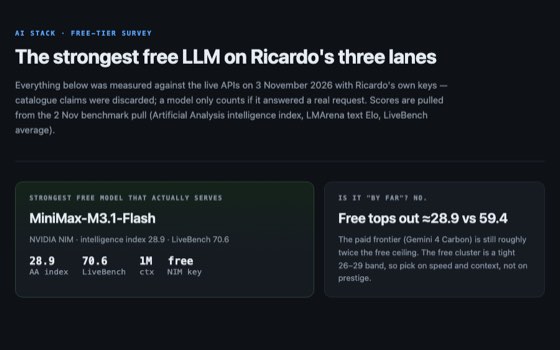 AI STACK · FREE-TIER SURVEY
The strongest free LLM on Ricardo's three lanes
Everything below was measured against the live APIs on 3 November 2026 with Ricardo's own keys —
catalogue claims were discarded; a model only counts if it answered a real request. Scores are pulled
from the 2 Nov benchmark pull (Artificial Analysis intelligence index, LMArena text Elo, LiveBench
average).
STRONGEST FREE MODEL THAT ACTUALLY SERVES
MiniMax-M3.1-Flash
NVIDIA NIM · intelligence index 28.9 · LiveBench 70.6
28.9 70.6 1M free
AA index LiveBench ctx NIM key
IS IT "BY FAR"? NO.
Free tops out ≈28.9 vs 59.4
The paid frontier (Gemini 4 Carbon) is still roughly
twice the free ceiling. The free cluster is a tight
26–29 band, so pick on speed and context, not on
prestige.